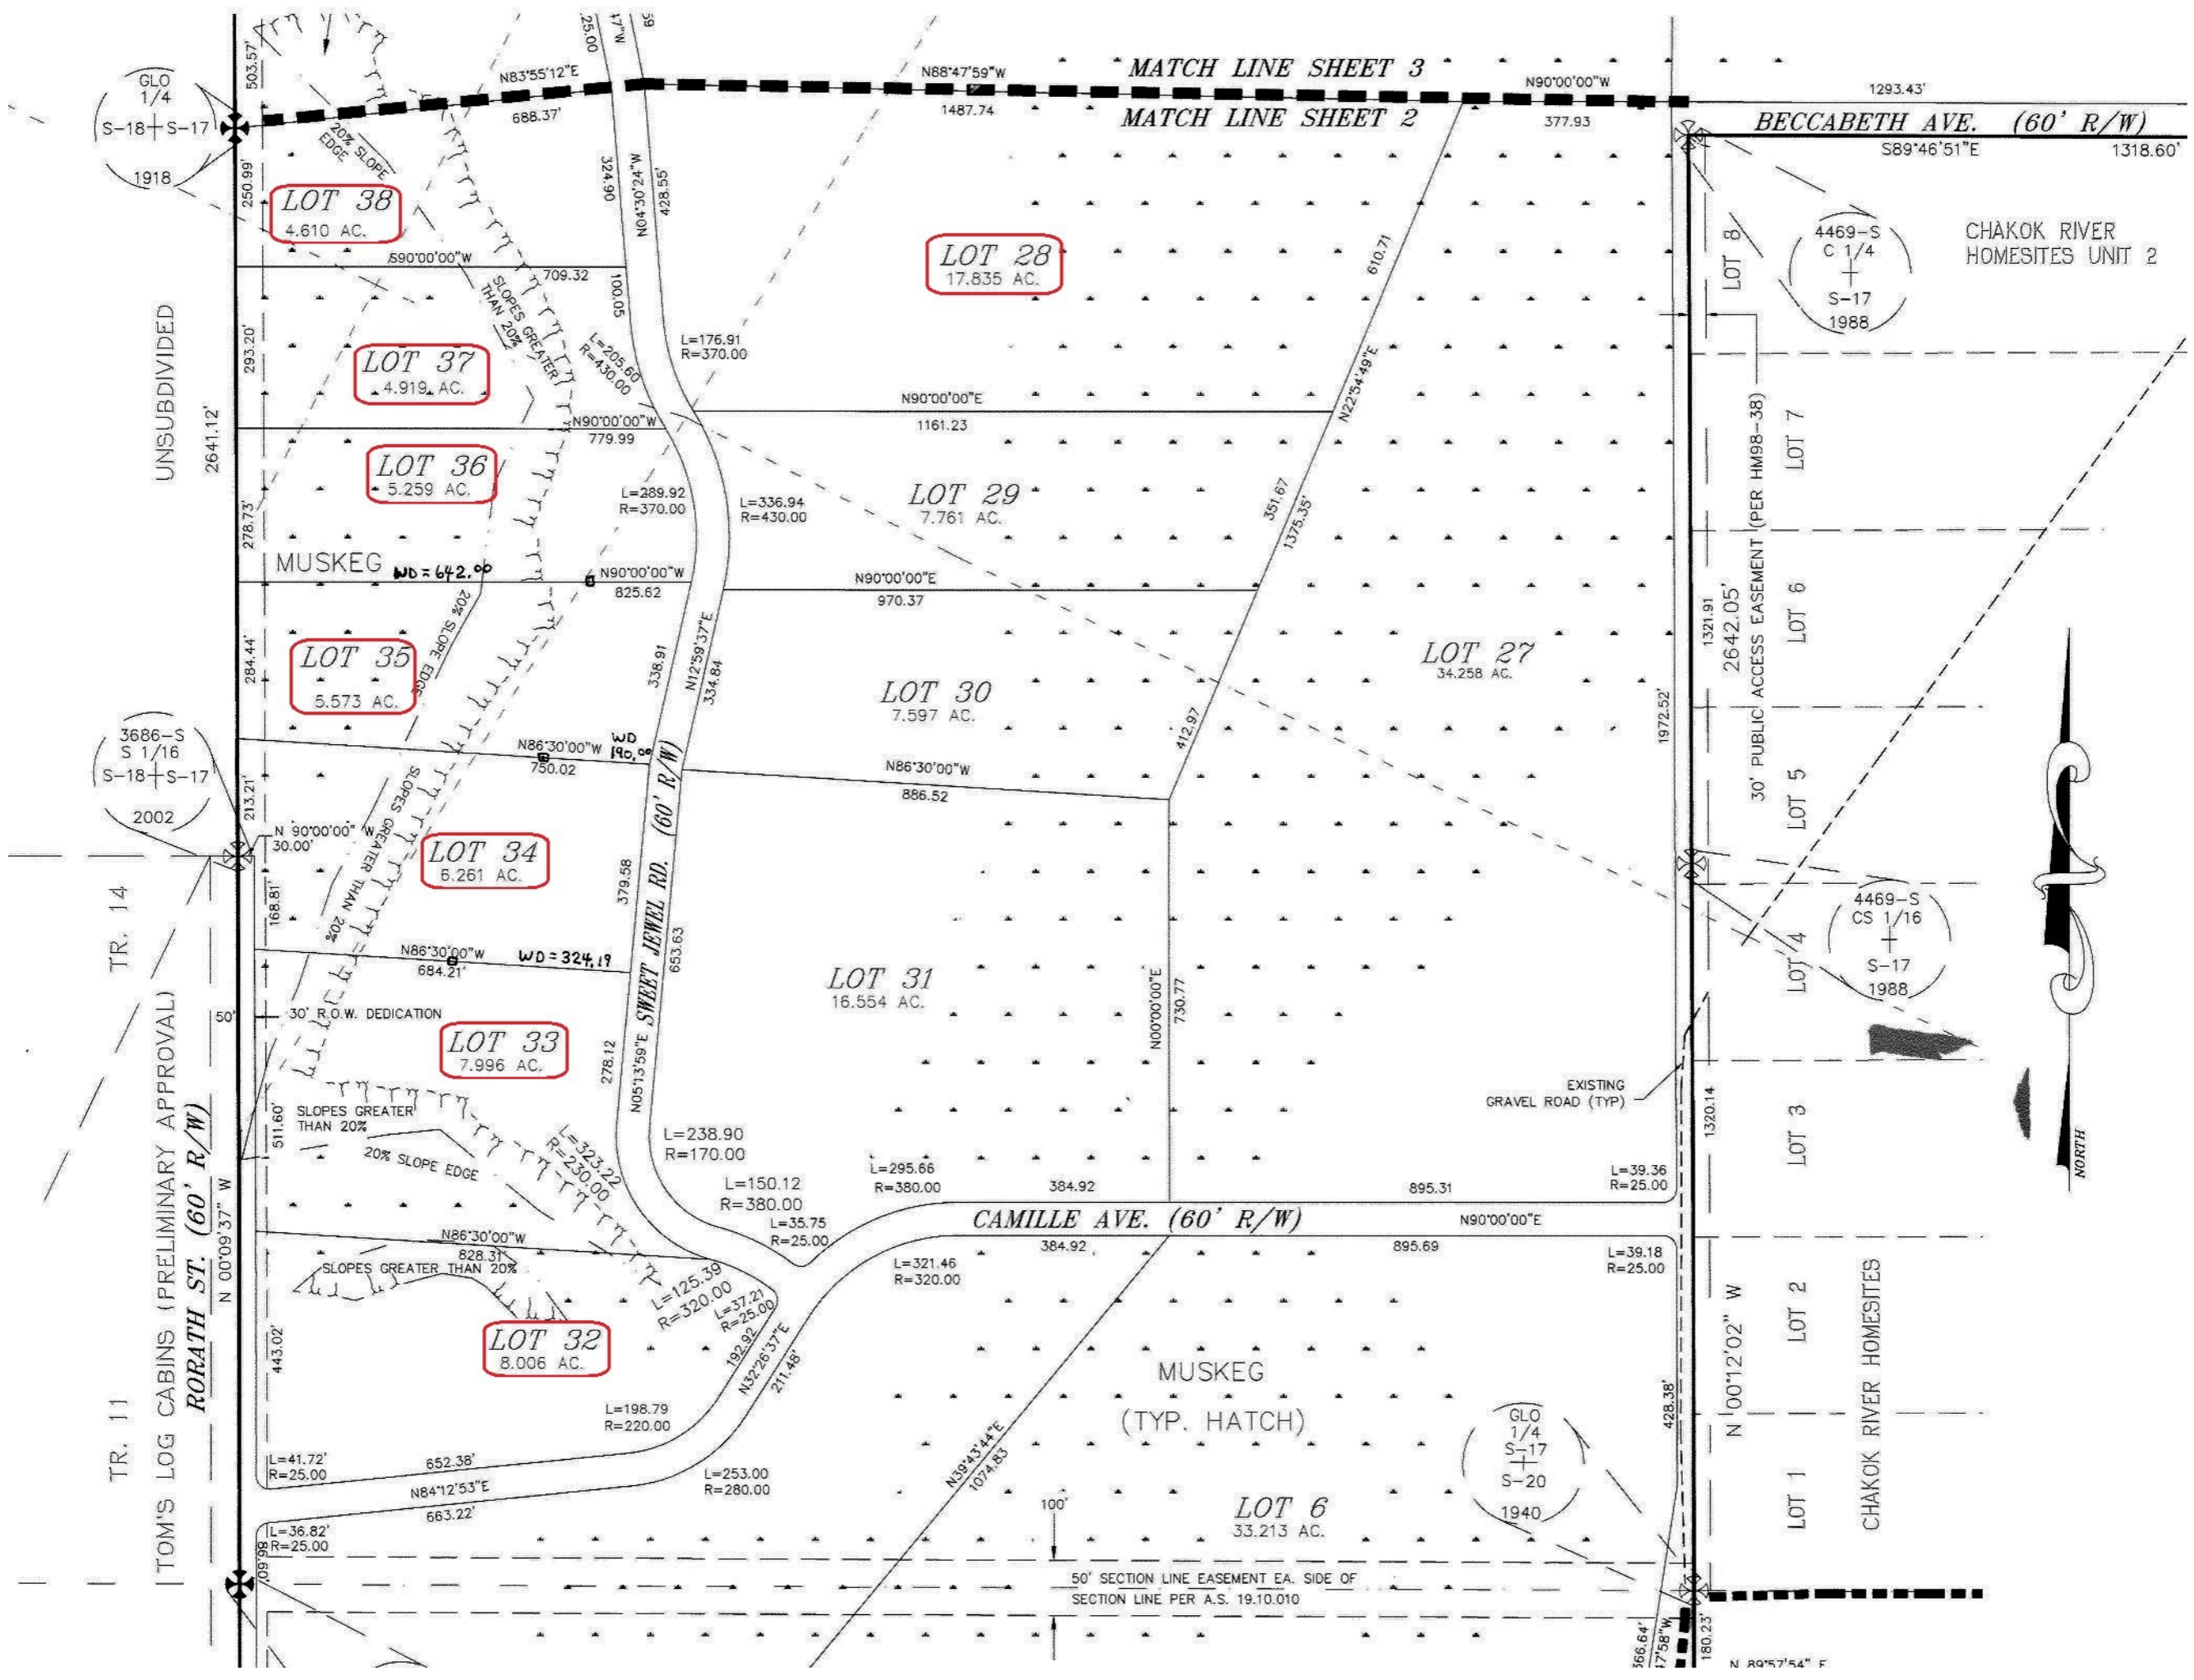 503.57'
25.00
47"W
59
GLO
1/4
S-18 S-17
1918
N83°55'12"E
688.37'
N88°47'59"W
1487.74
MATCH LINE SHEET 3
MATCH LINE SHEET 2
N90°00'00"W
377.93
1293.43'
BECCABETH AVE. (60' R/W)
S89°46'51"E
1318.60'
20% SLOPE
EDGE
250.99'
LOT 38
4.610 AC.
324.90
N04°30'24"W
428.55'
S90°00'00"W
709.32
100.05
LOT 28
17.835 AC.
610.71
LOT 8
4469-S
C 1/4
S-17
1988
CHAKOK RIVER
HOMESITES UNIT 2
UNSUBDIVIDED
2641.12'
293.20'
LOT 37
4.919 AC.
SLOPES GREATER
THAN 20%
L=205.60
R=430.00
L=176.91
R=370.00
N22°54'49"E
N90°00'00"W
779.99
N90°00'00"E
1161.23
278.73'
LOT 36
5.259 AC.
L=289.92
R=370.00
L=336.94
R=430.00
LOT 29
7.761 AC.
351.67
1375.35'
30' PUBLIC ACCESS EASEMENT (PER HM98-38)
LOT 7
MUSKEG
WD=642.00
N90°00'00"W
825.62
N90°00'00"E
970.37
1321.91
2642.05'
LOT 6
284.44'
LOT 35
5.573 AC.
20% SLOPE EDGE
338.91
N12°59'37"E
334.84
LOT 30
7.597 AC.
LOT 27
34.258 AC.
1972.52'
412.97
3686-S
S 1/16
S-18 S-17
2002
N86°30'00"W
750.02
WD
190.00
N86°30'00"W
886.52
LOT 5
213.21'
N 90°00'00" W
30.00'
SLOPES GREATER THAN 20%
LOT 34
6.261 AC.
379.58
SWEET JEWEL RD. (60' R/W)
653.63
TR. 14
168.81'
N86°30'00"W
684.21'
WD=324.19
LOT 4
4469-S
CS 1/16
S-17
1988
LOT 31
16.554 AC.
N00°00'00"E
730.77
50'
30' R.O.W. DEDICATION
LOT 33
7.996 AC.
278.12
N05°13'59"E
EXISTING
GRAVEL ROAD (TYP)
1320.14
LOT 3
NORTH
TOM'S LOG CABINS (PRELIMINARY APPROVAL)
RORATH ST. (60' R/W)
N 00°09'37" W
511.60'
SLOPES GREATER
THAN 20%
20% SLOPE EDGE
L=323.22
R=230.00
L=238.90
R=170.00
L=150.12
R=380.00
L=35.75
R=25.00
L=295.66
R=380.00
384.92
895.31
L=39.36
R=25.00
CAMILLE AVE. (60' R/W)
N90°00'00"E
N86°30'00"W
828.31'
SLOPES GREATER THAN 20%
L=125.39
R=320.00
L=37.21
R=25.00
L=321.46
R=320.00
384.92
895.69
L=39.18
R=25.00
LOT 32
8.006 AC.
443.02'
192.92
N32°26'37"E
211.48'
MUSKEG
(TYP. HATCH)
LOT 2
N 00°12'02" W
CHAKOK RIVER HOMESITES
TR. 11
L=198.79
R=220.00
N39°43'44"E
1074.83
428.38'
GLO
1/4
S-17
S-20
1940
L=41.72'
R=25.00
652.38'
N84°12'53"E
663.22'
L=253.00
R=280.00
LOT 1
L=36.82'
R=25.00
69.98'
100'
LOT 6
33.213 AC.
50' SECTION LINE EASEMENT EA. SIDE OF
SECTION LINE PER A.S. 19.10.010
366.64'
47'58"W
180.23'
N 89°57'54" E